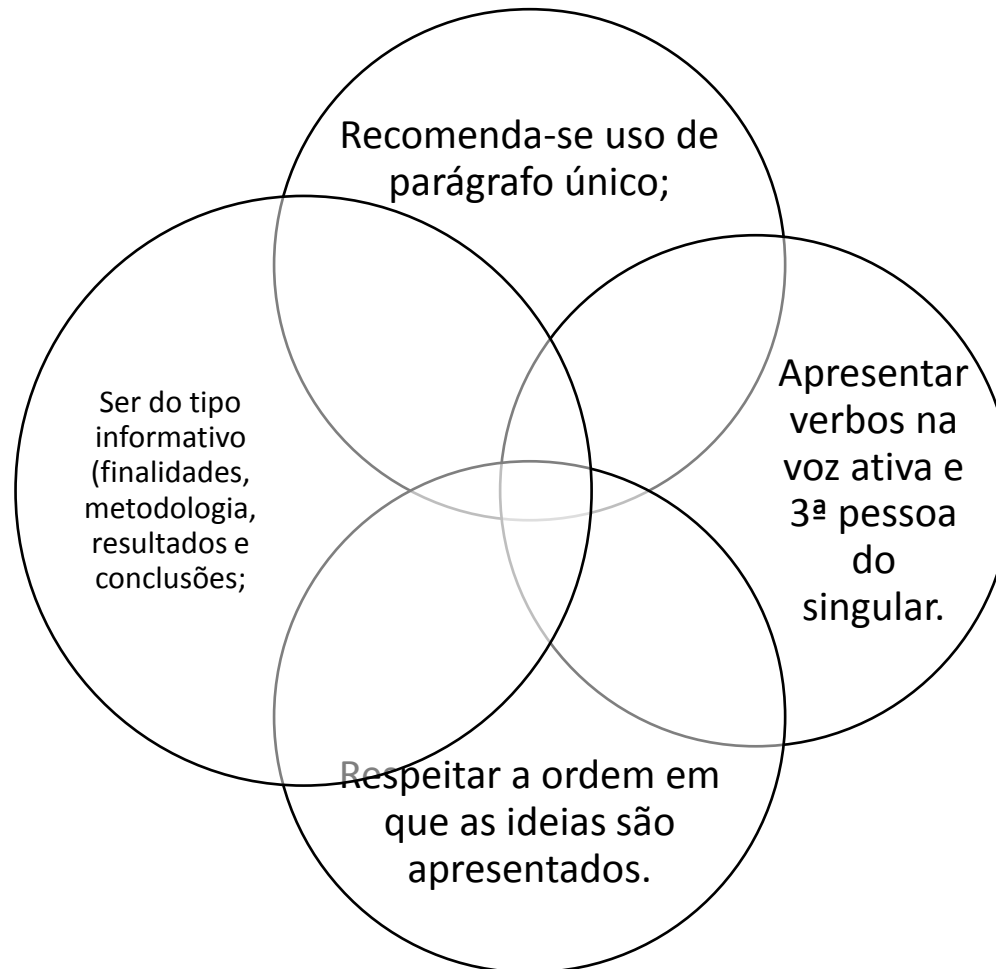 Recomenda-se uso de
parágrafo único;
Apresentar
verbos na
voz ativa e
3ª pessoa
do
singular.
Respeitar a ordem em
que as ideias são
apresentados.
Ser do tipo
informativo
(finalidades,
metodologia,
resultados e
conclusões;